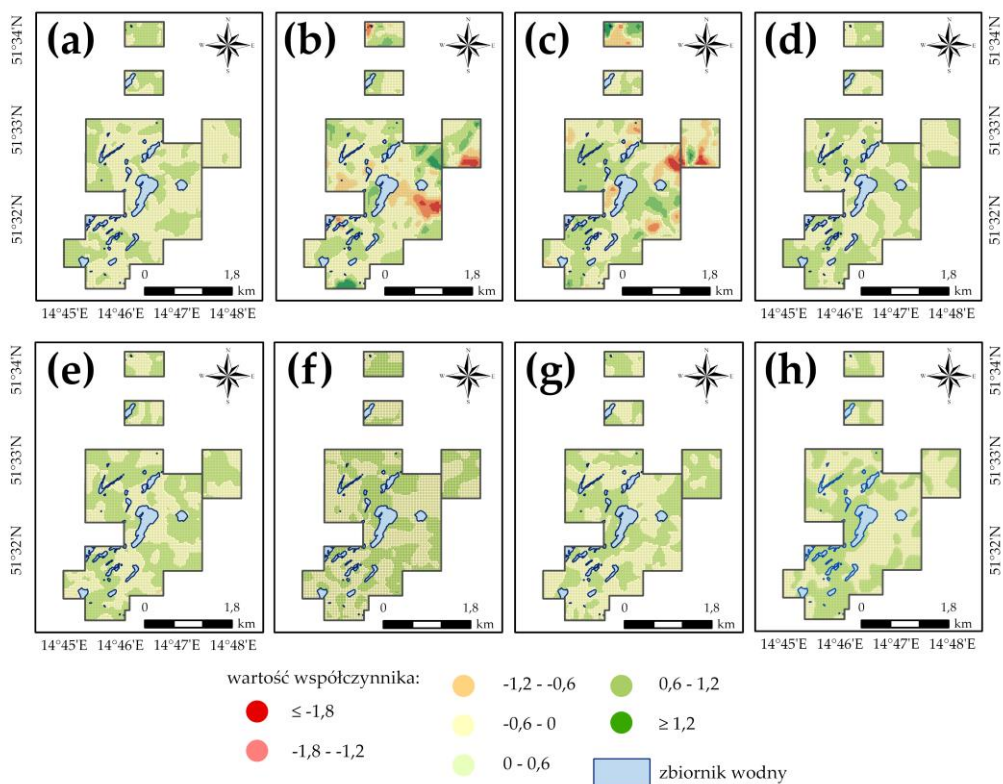 (a) (b) (c) (d)
N N N N
W E W E W E W E
S S S S
51°34'N 51°34'N
51°33'N 51°33'N
51°32'N 51°32'N
0 1,8 0 1,8 0 1,8 0 1,8
km km km km
14°45'E 14°46'E 14°47'E 14°48'E 14°45'E 14°46'E 14°47'E 14°48'E
(e) (f) (g) (h)
N N N N
W E W E W E W E
S S S S
51°34'N 51°34'N
51°33'N 51°33'N
51°32'N 51°32'N
0 1,8 0 1,8 0 1,8 0 1,8
km km km km
14°45'E 14°46'E 14°47'E 14°48'E 14°45'E 14°46'E 14°47'E 14°48'E
wartość współczynnika:
≤ -1,8
-1,8 - -1,2
-1,2 - -0,6
-0,6 - 0
0 - 0,6
0,6 - 1,2
≥ 1,2
zbiornik wodny